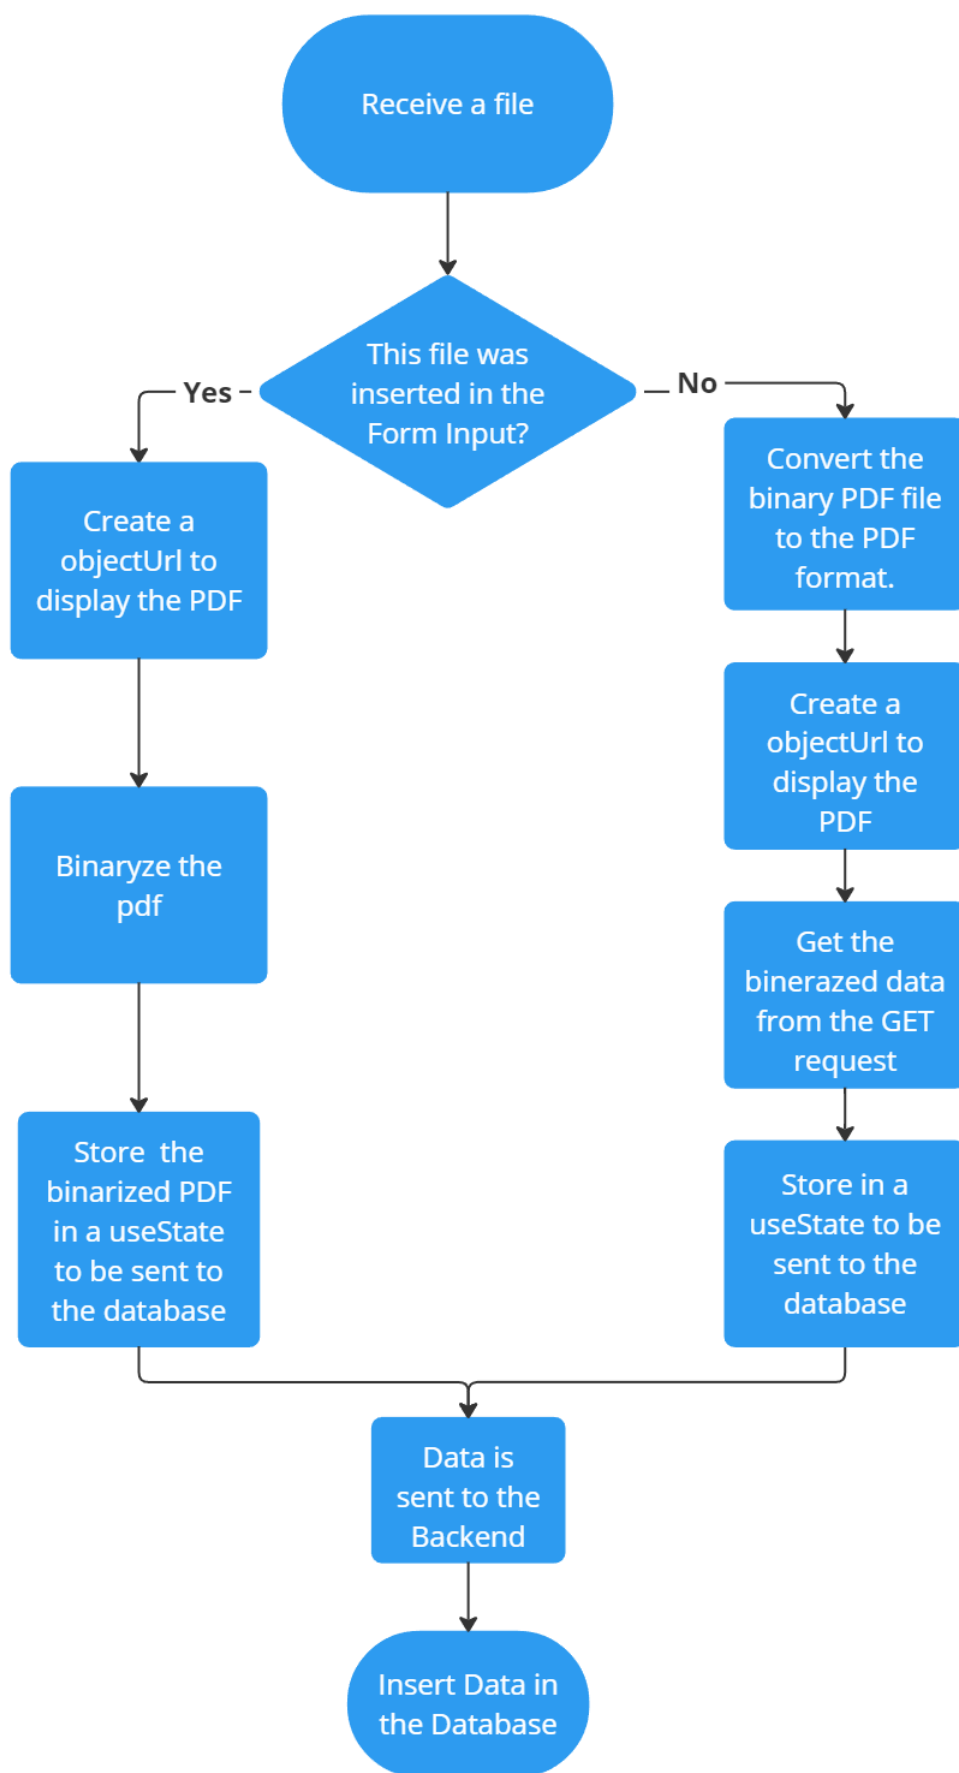 Receive a file
This file was
inserted in the
Form Input?
Yes
No
Create a
objectUrl to
display the PDF
Binaryze the
pdf
Store  the
binarized PDF
in a useState
to be sent to
the database
Convert the
binary PDF file
to the PDF
format.
Create a
objectUrl to
display the
PDF
Get the
binerazed data
from the GET
request
Store in a
useState to be
sent to the
database
Data is
sent to the
Backend
Insert Data in
the Database